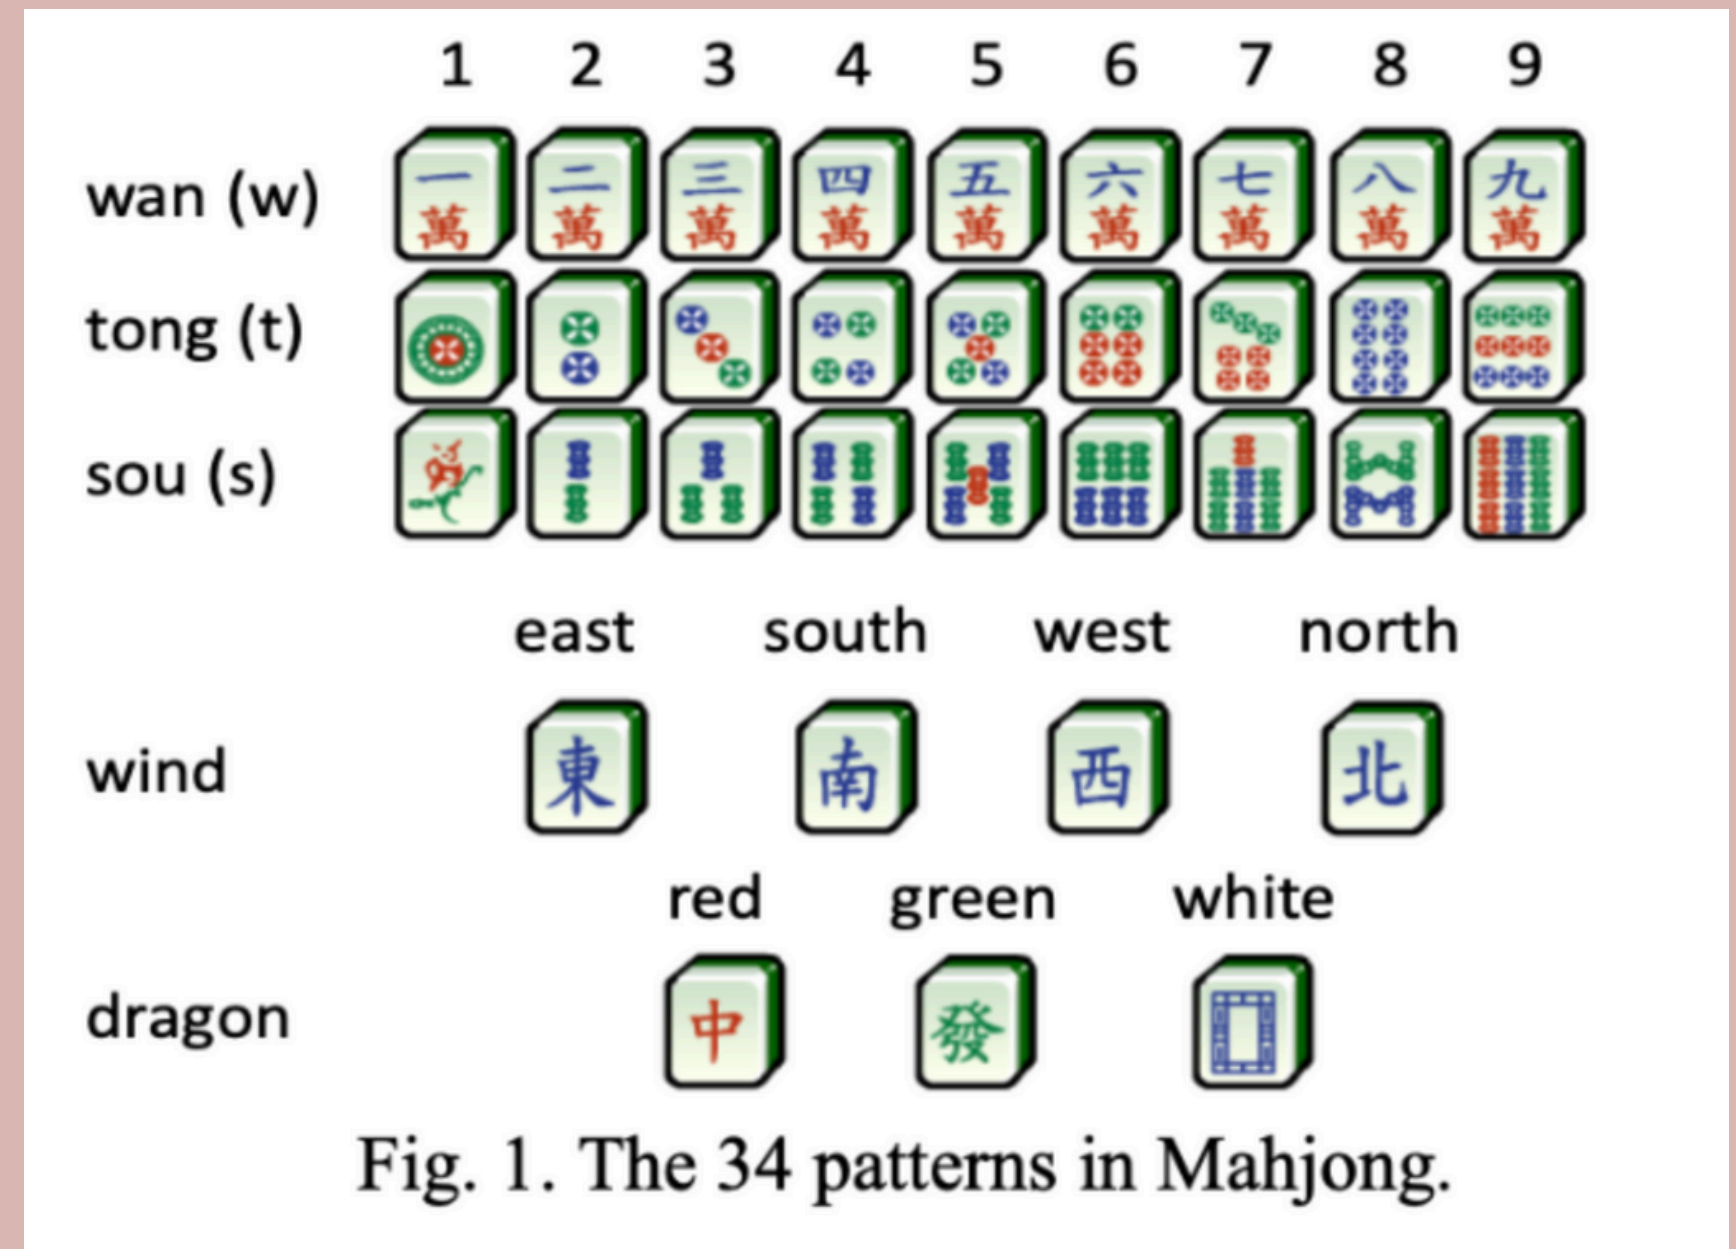 1 2 3 4 5 6 7 8 9
wan (w) 一萬 二萬 三萬 四萬 五萬 六萬 七萬 八萬 九萬
tong (t)
sou (s)
east south west north
wind 東 南 西 北
red green white
dragon 中 發
Fig. 1. The 34 patterns in Mahjong.